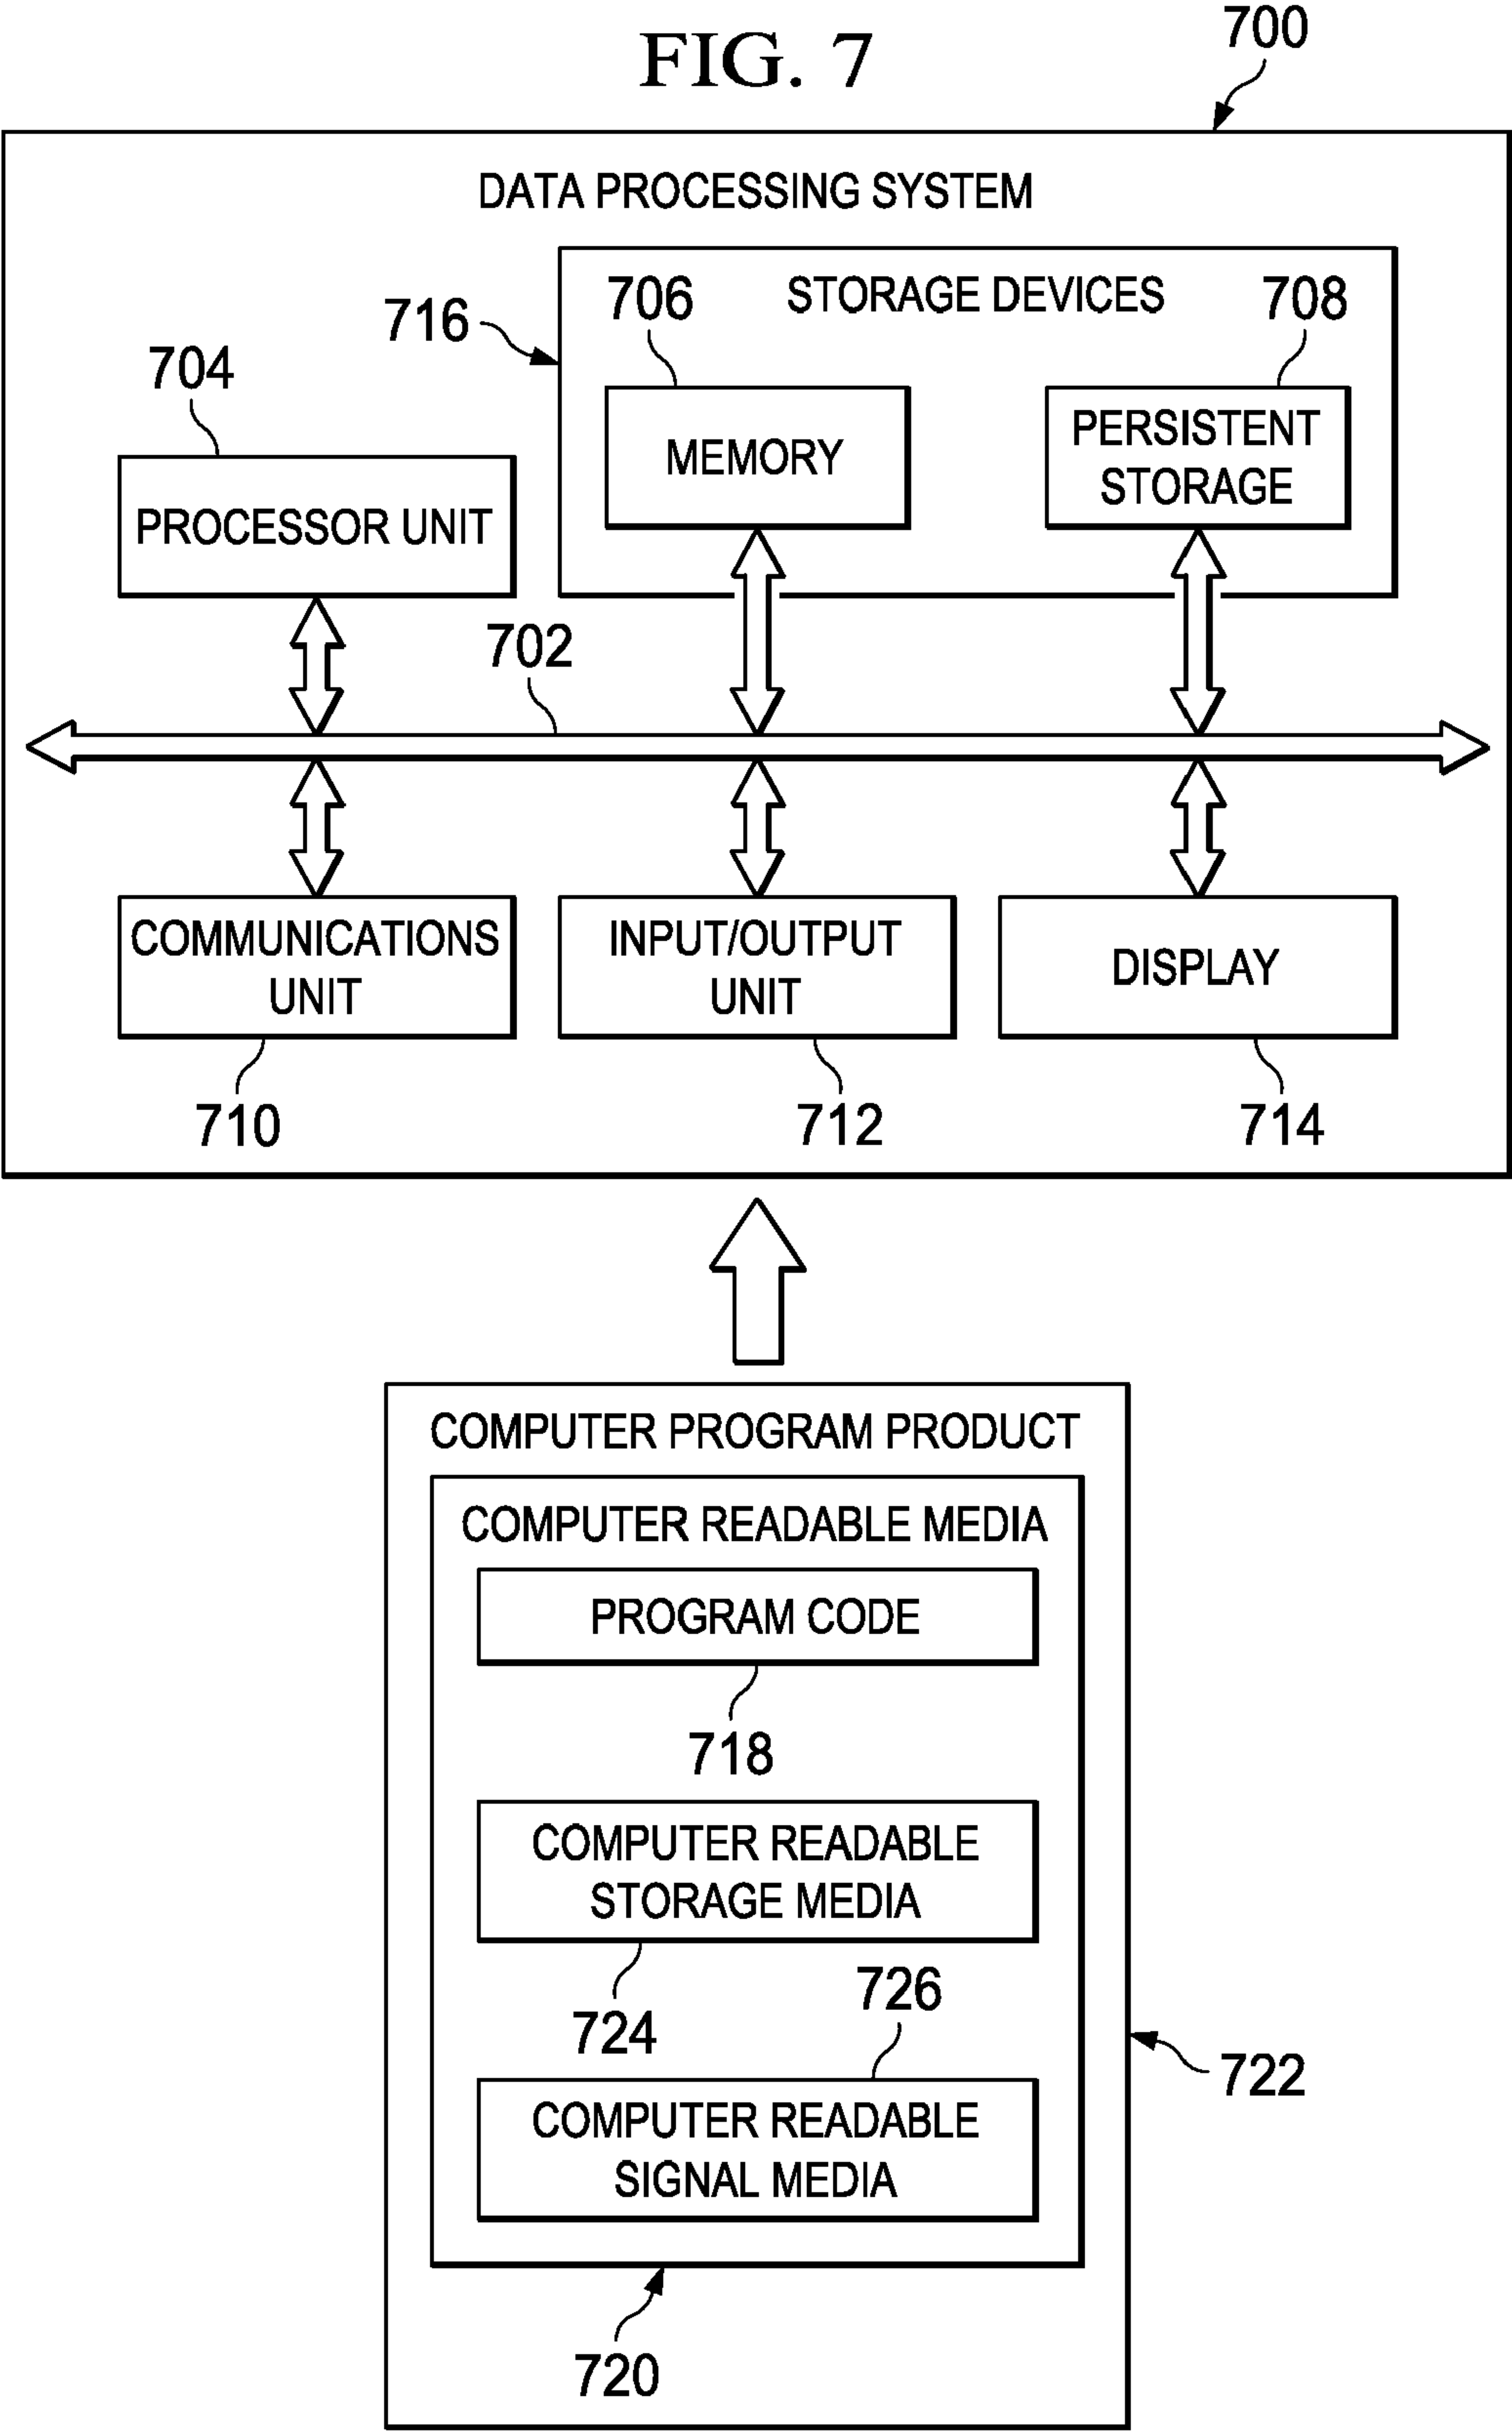 FIG. 7
700
DATA PROCESSING SYSTEM
716
706
STORAGE DEVICES
708
704
MEMORY
PERSISTENT
STORAGE
PROCESSOR UNIT
702
COMMUNICATIONS
UNIT
INPUT/OUTPUT
UNIT
DISPLAY
710
712
714
COMPUTER PROGRAM PRODUCT
COMPUTER READABLE MEDIA
PROGRAM CODE
718
COMPUTER READABLE
STORAGE MEDIA
724
726
722
COMPUTER READABLE
SIGNAL MEDIA
720